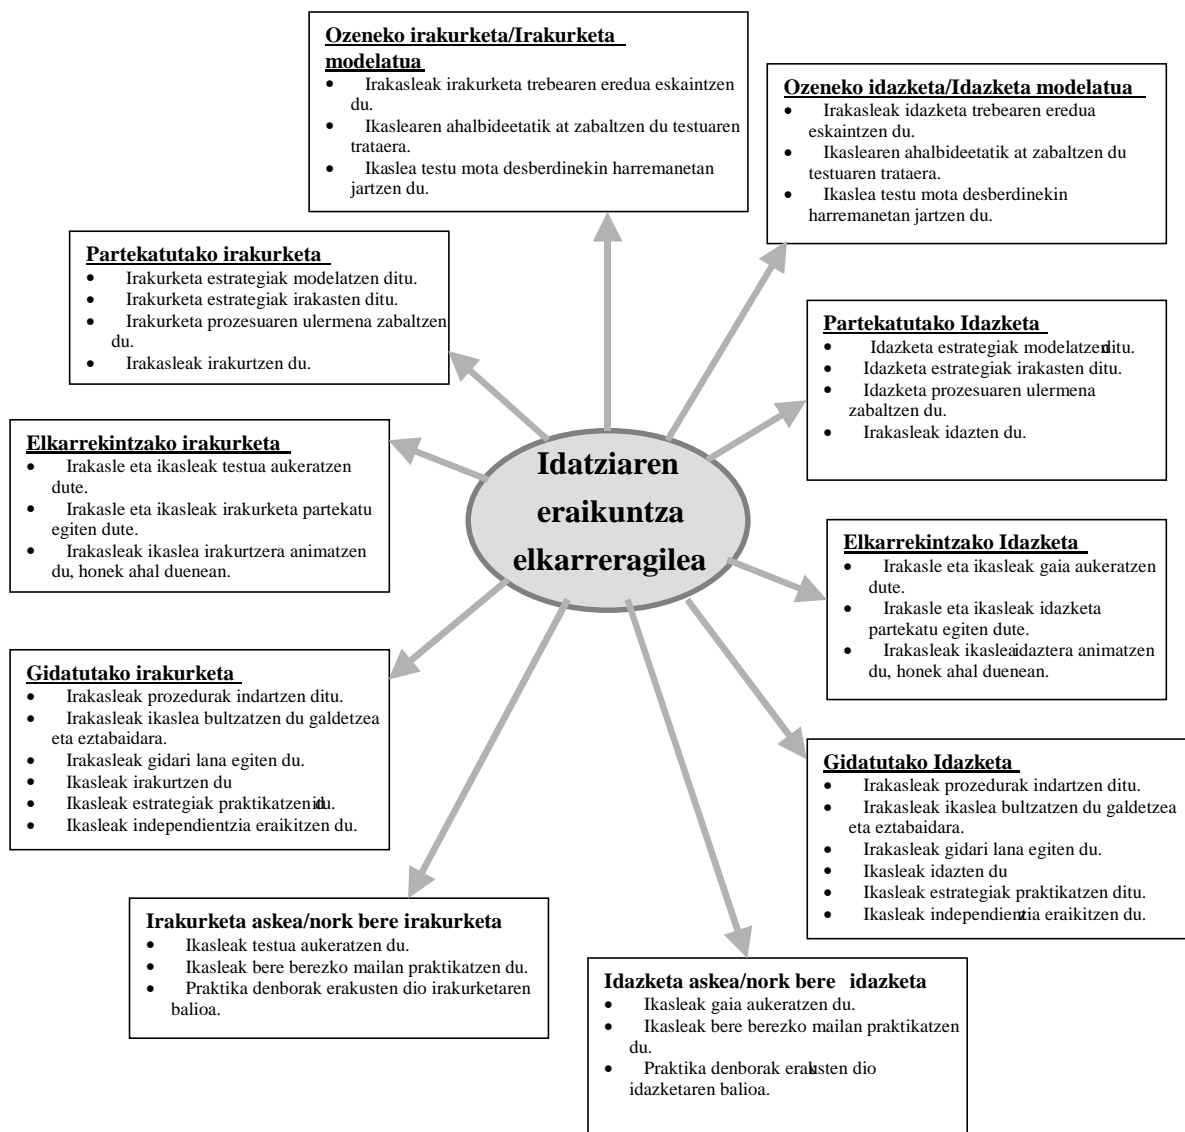 Ozeneko irakurketa/Irakurketa
modelatua
• Irakasleak irakurketa trebearen eredua eskaintzen
du.
• Ikaslearen ahalbideetatik at zabaltzen du testuaren
trataera.
• Ikaslea testu mota desberdinekin harremanetan
jartzen du.
Ozeneko idazketa/Idazketa modelatua
• Irakasleak idazketa trebearen eredua
eskaintzen du.
• Ikaslearen ahalbideetatik at zabaltzen du
testuaren trataera.
• Ikaslea testu mota desberdinekin
harremanetan jartzen du.
Partekatutako irakurketa
• Irakurketa estrategiak modelatzen ditu.
• Irakurketa estrategiak irakasten ditu.
• Irakurketa prozesuaren ulermena zabaltzen
du.
• Irakasleak irakurtzen du.
Partekatutako Idazketa
• Idazketa estrategiak modelatzen ditu.
• Idazketa estrategiak irakasten ditu.
• Idazketa prozesuaren ulermena
zabaltzen du.
• Irakasleak idazten du.
Elkarrekintzako irakurketa
• Irakasle eta ikasleak testua aukeratzen
dute.
• Irakasle eta ikasleak irakurketa partekatu
egiten dute.
• Irakasleak ikaslea irakurtzera animatzen
du, honek ahal duenean.
Idatziaren
eraikuntza
elkarreragilea
Elkarrekintzako Idazketa
• Irakasle eta ikasleak gaia aukeratzen
dute.
• Irakasle eta ikasleak idazketa
partekatu egiten dute.
• Irakasleak ikaslea idaztera animatzen
du, honek ahal duenean.
Gidatutako irakurketa
• Irakasleak prozedurak indartzen ditu.
• Irakasleak ikaslea bultzatzen du galdetzea
eta eztabaidara.
• Irakasleak gidari lana egiten du.
• Ikasleak irakurtzen du
• Ikasleak estrategiak praktikatzen ditu.
• Ikasleak independientzia eraikitzen du.
Gidatutako Idazketa
• Irakasleak prozedurak indartzen ditu.
• Irakasleak ikaslea bultzatzen du galdetzea
eta eztabaidara.
• Irakasleak gidari lana egiten du.
• Ikasleak idazten du
• Ikasleak estrategiak praktikatzen ditu.
• Ikasleak independientzia eraikitzen du.
Irakurketa askea/nork bere irakurketa
• Ikasleak testua aukeratzen du.
• Ikasleak bere berezko mailan praktikatzen du.
• Praktika denborak erakusten dio irakurketaren
balioa.
Idazketa askea/nork bere idazketa
• Ikasleak gaia aukeratzen du.
• Ikasleak bere berezko mailan praktikatzen
du.
• Praktika denborak erakusten dio
idazketaren balioa.